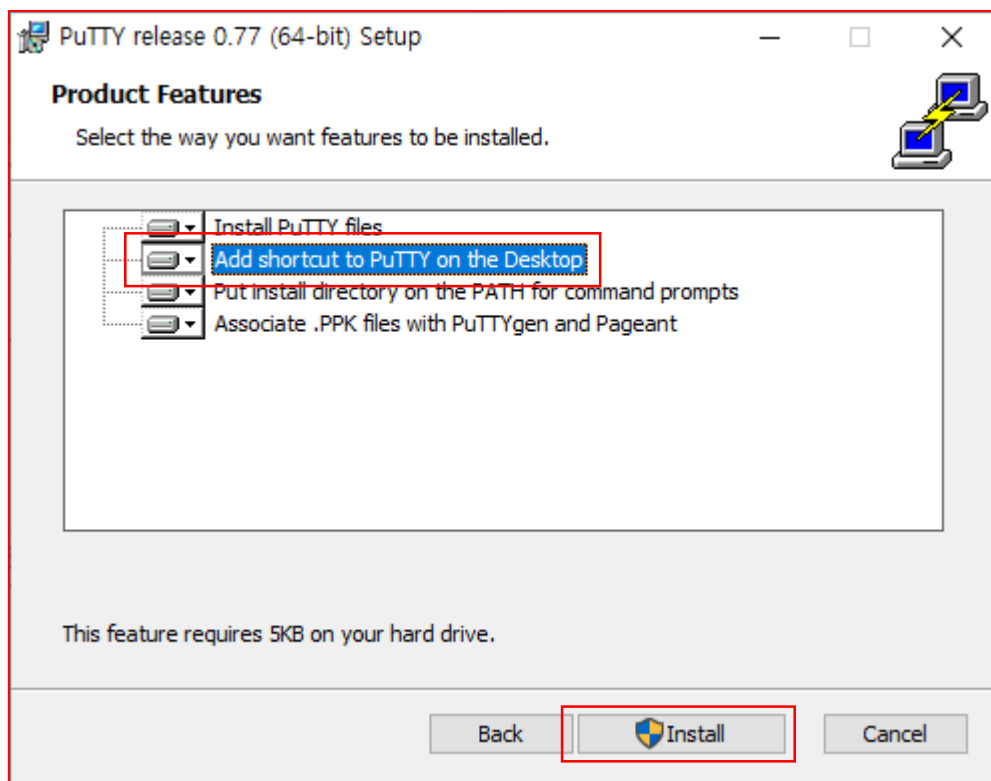 PuTTY release 0.77 (64-bit) Setup
Product Features
Select the way you want features to be installed.
Install PuTTY files
Add shortcut to PuTTY on the Desktop
Put install directory on the PATH for command prompts
Associate .PPK files with PuTTYgen and Pageant
This feature requires 5KB on your hard drive.
Back
Install
Cancel